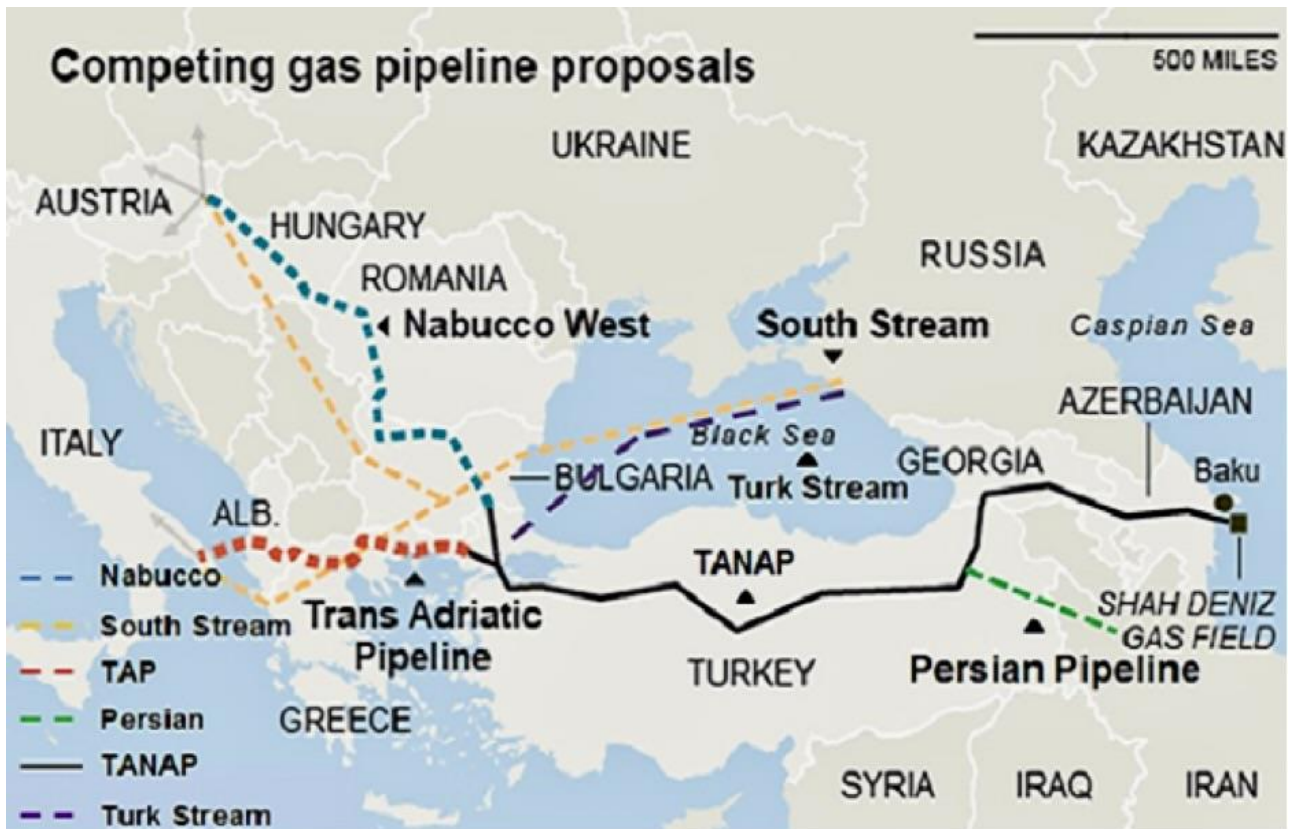 Competing gas pipeline proposals
500 MILES
UKRAINE
KAZAKHSTAN
AUSTRIA
HUNGARY
RUSSIA
ROMANIA
Nabucco West
South Stream
Caspian Sea
AZERBAIJAN
ITALY
Black Sea
GEORGIA
BULGARIA
Turk Stream
Baku
ALB.
TANAP
Nabucco
South Stream
TAP
Persian
TANAP
Turk Stream
Trans Adriatic
Pipeline
SHAH DENIZ
GAS FIELD
Persian Pipeline
TURKEY
GREECE
SYRIA
IRAQ
IRAN